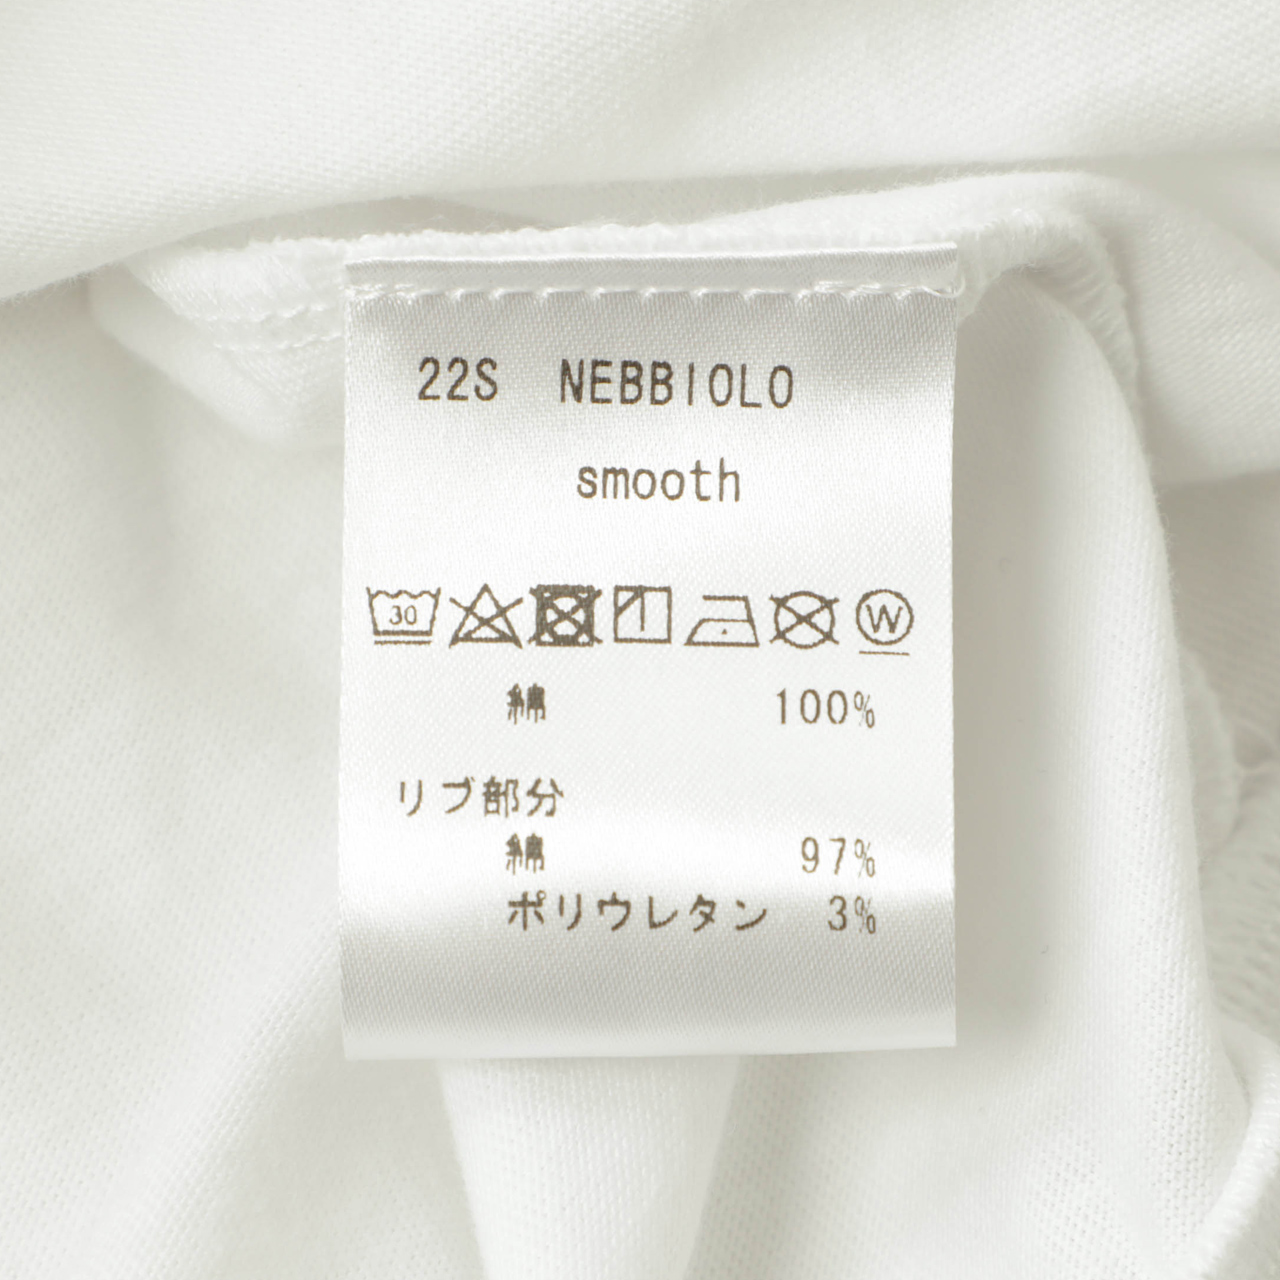 22S NEBBIOLO
smooth
30 W
綿 100%
リブ部分
綿 97%
ポリウレタン 3%